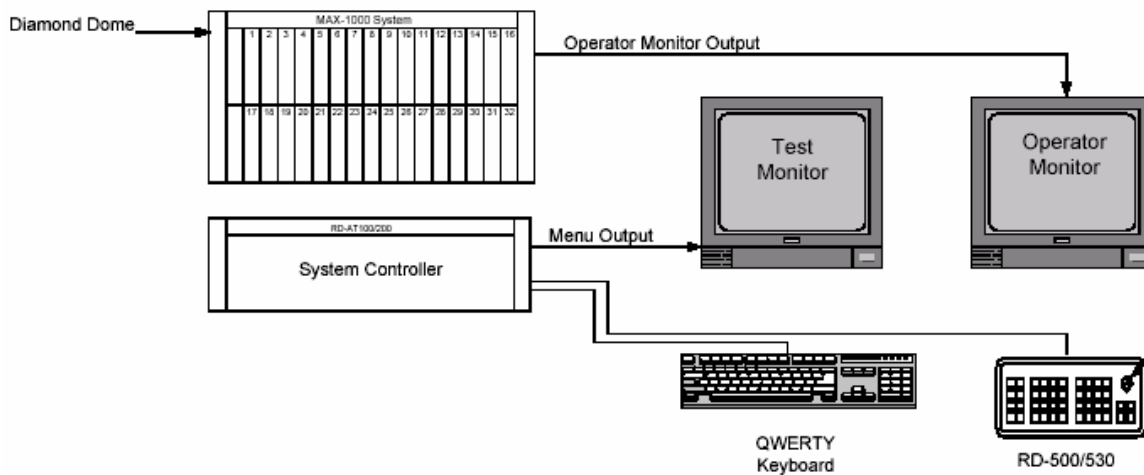 Diamond Dome
MAX-1000 System
1 2 3 4 5 6 7 8 9 10 11 12 13 14 15 16
17 18 19 20 21 22 23 24 25 26 27 28 29 30 31 32
Operator Monitor Output
Test
Monitor
Operator
Monitor
RD-AT100/200
System Controller
Menu Output
QWERTY
Keyboard
RD-500/530